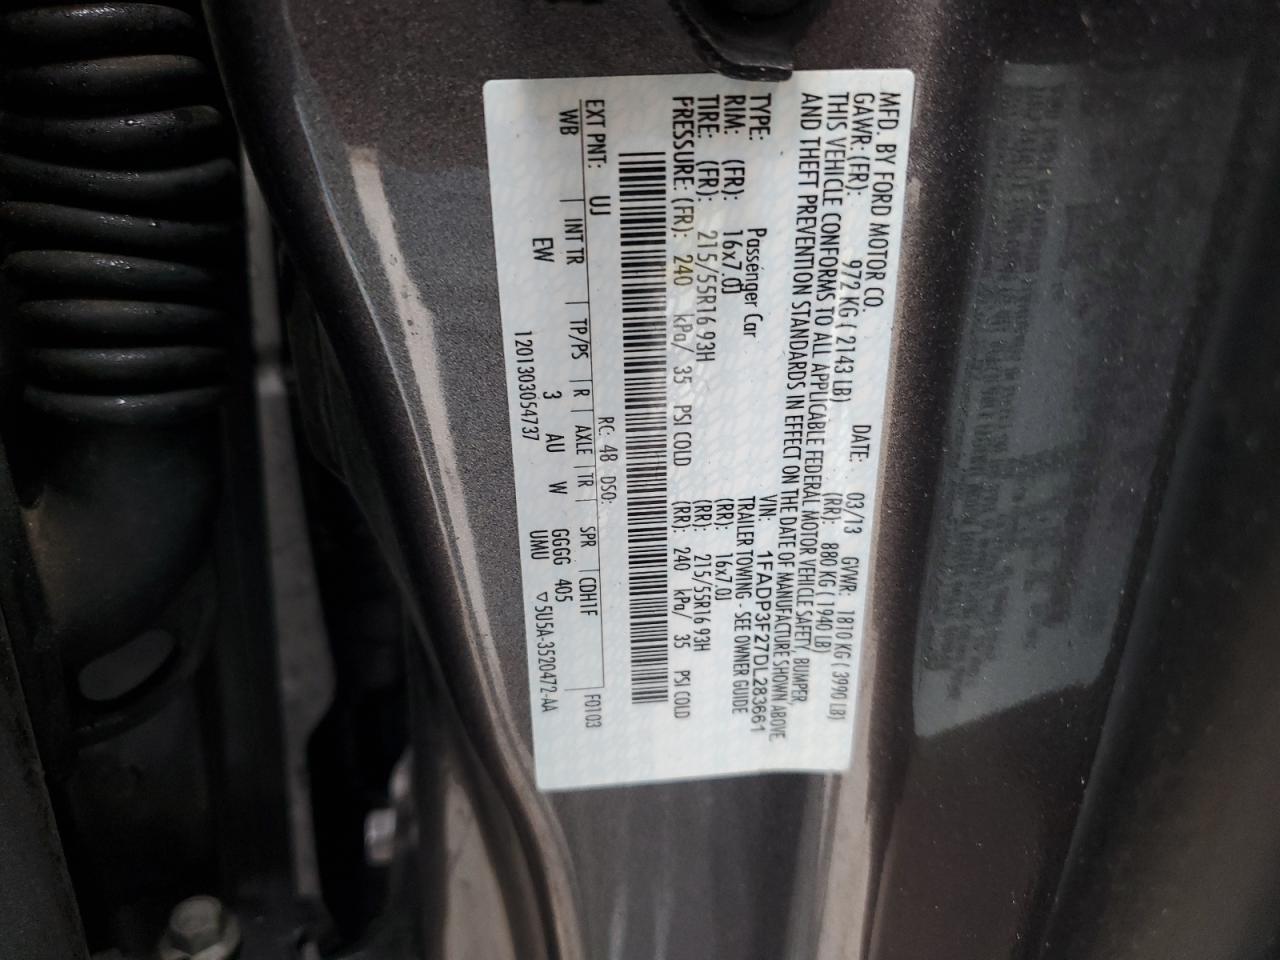 MFD. BY FORD MOTOR CO.
DATE: 03/13 GVWR: 1810 KG ( 3990 LB)
GAWR: (FR): 972 KG ( 2143 LB) (RR): 880 KG ( 1940 LB)
THIS VEHICLE CONFORMS TO ALL APPLICABLE FEDERAL MOTOR VEHICLE SAFETY, BUMPER,
AND THEFT PREVENTION STANDARDS IN EFFECT ON THE DATE OF MANUFACTURE SHOWN ABOVE.
VIN: 1FADP3F27DL283661
TYPE: Passenger Car TRAILER TOWING - SEE OWNER GUIDE
RIM: (FR): 16x7.0J (RR): 16x7.0J
TIRE: (FR): 215/55R16 93H (RR): 215/55R16 93H
PRESSURE: (FR): 240 kPa/ 35 PSI COLD (RR): 240 kPa/ 35 PSI COLD
EXT PNT: UJ RC: 48 DSO: F0103
WB INT TR TP/PS R AXLE TR SPR CDH1F
EW 3 AU W GGGG 405
UMU
1201303054737 ▽5U5A-3520472-AA